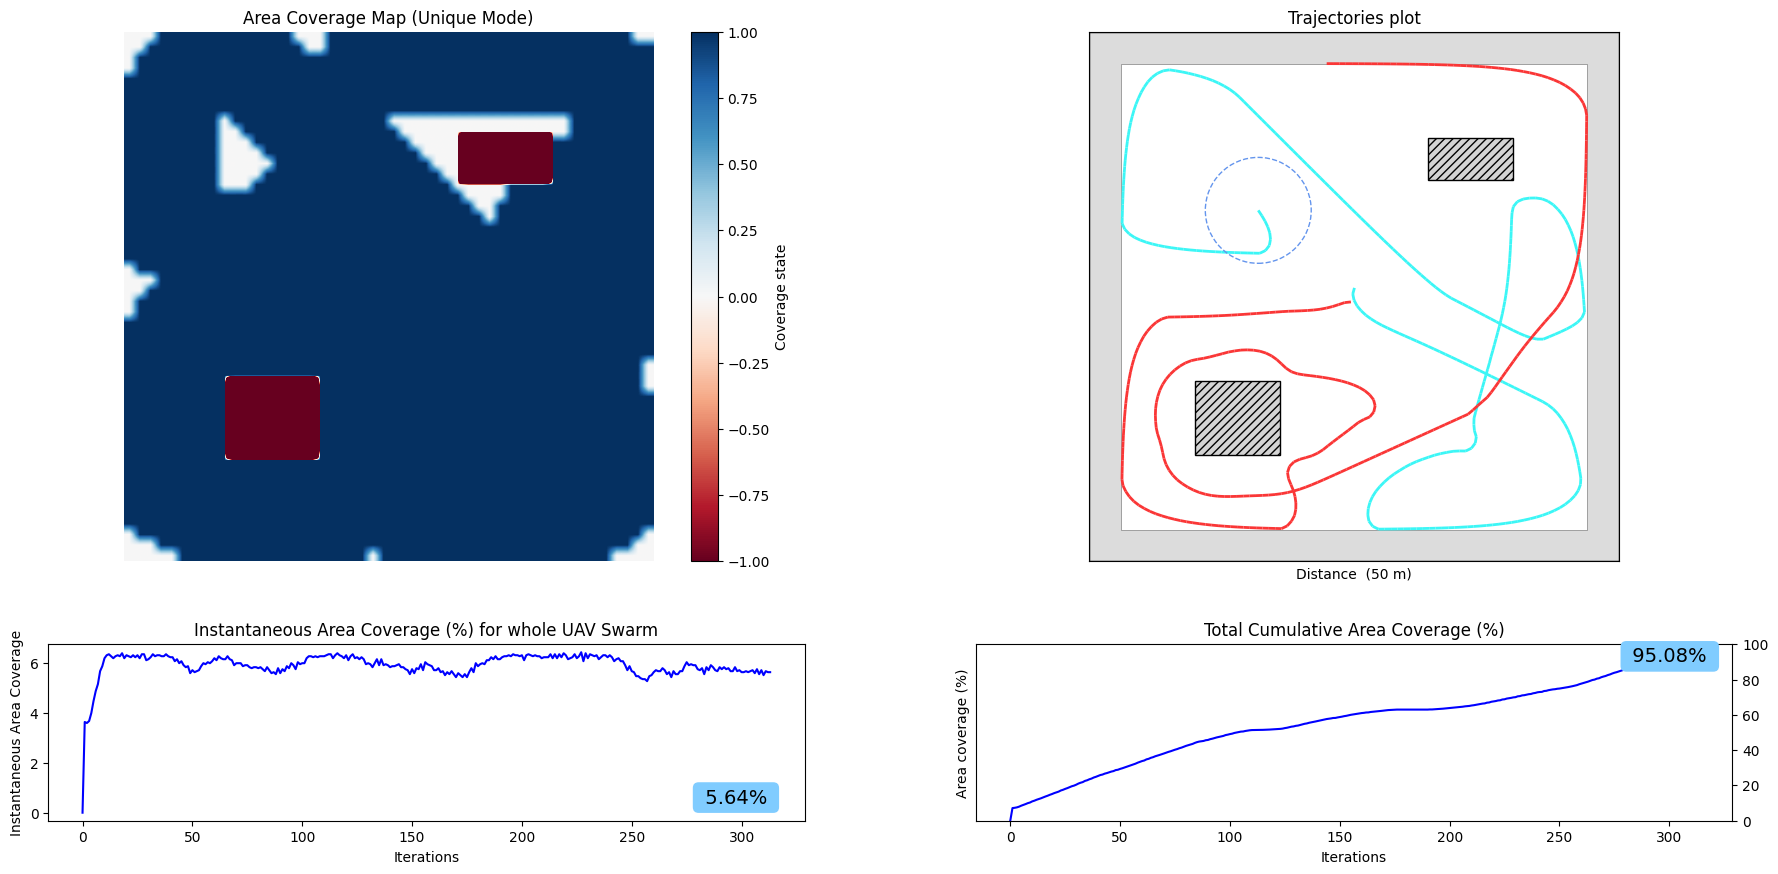 Area Coverage Map (Unique Mode)
1.00
0.75
0.50
0.25
0.00
−0.25
−0.50
−0.75
−1.00
Coverage state
Trajectories plot
Distance  (50 m)
Instantaneous Area Coverage (%) for whole UAV Swarm
Instantaneous Area Coverage
6
4
2
0
5.64%
0 50 100 150 200 250 300
Iterations
Total Cumulative Area Coverage (%)
Area coverage (%)
95.08%
100
80
60
40
20
0
0 50 100 150 200 250 300
Iterations